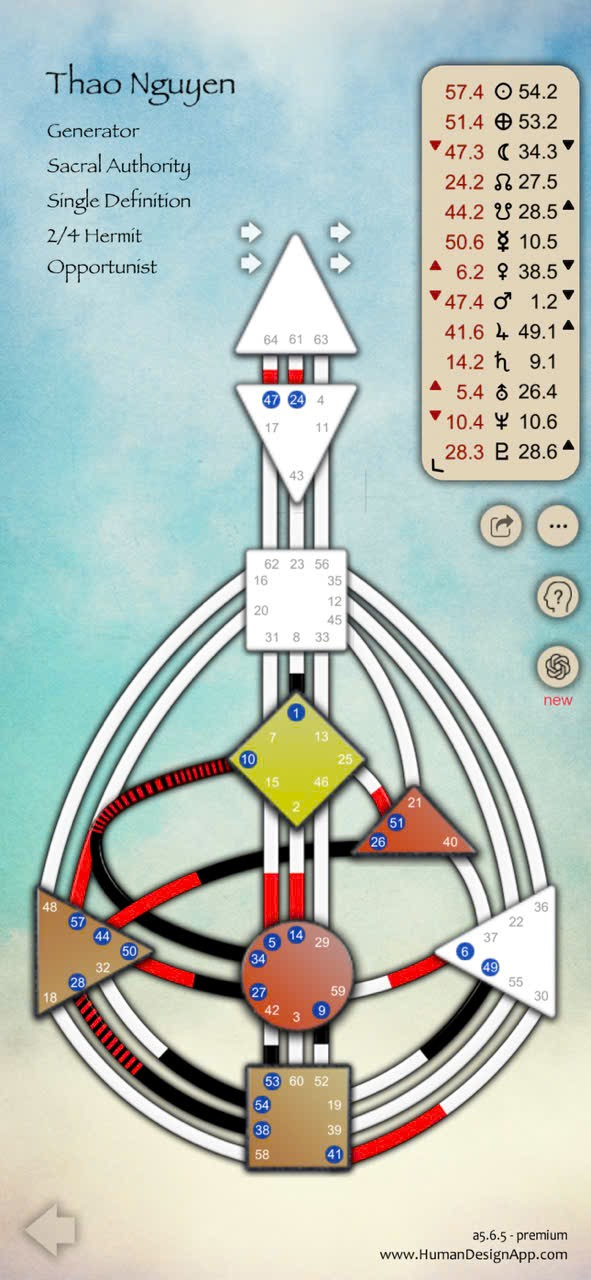 Thao Nguyen
Generator
Sacral Authority
Single Definition
2/4 Hermit
Opportunist
57.4 ☉ 54.2
51.4 ⊕ 53.2
▼ 47.3 ☾ 34.3 ▼
24.2 ☊ 27.5
44.2 ☋ 28.5 ▲
50.6 ☿ 10.5
▲ 6.2 ♀ 38.5 ▼
▼ 47.4 ♂ 1.2 ▼
41.6 ♃ 49.1 ▲
14.2 ♄ 9.1
▲ 5.4 ♅ 26.4
▼ 10.4 ♆ 10.6
28.3 ♇ 28.6 ▲
64 61 63
47 24 4
17 11
43
62 23 56
16 35
20 12
45
31 8 33
?
new
1
7 13
10 25
15 46
2
21
51
26 40
48 36
57 22
44 37
50 6
32 49
28 55
18 30
5 14 29
34
27 59
42 3 9
53 60 52
54 19
38 39
58 41
a5.6.5 - premium
www.HumanDesignApp.com